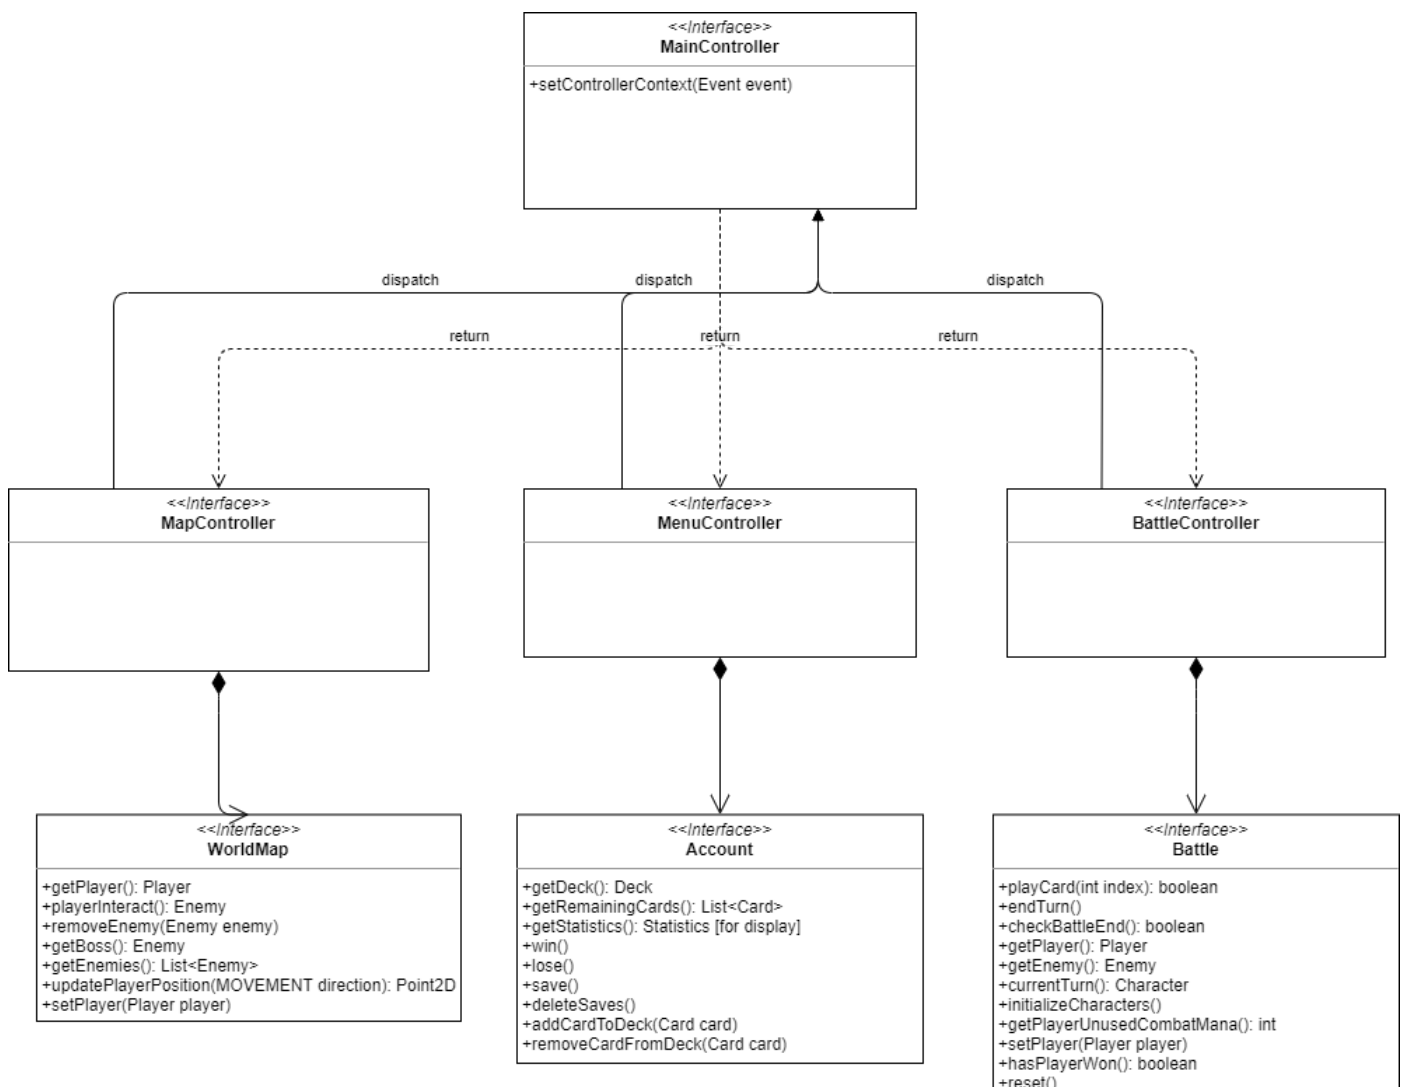 <<Interface>>
MainController
+setControllerContext(Event event)
dispatch
dispatch
dispatch
return
return
return
<<Interface>>
MapController
<<Interface>>
MenuController
<<Interface>>
BattleController
<<Interface>>
WorldMap
+getPlayer(): Player
+playerInteract(): Enemy
+removeEnemy(Enemy enemy)
+getBoss(): Enemy
+getEnemies(): List<Enemy>
+updatePlayerPosition(MOVEMENT direction): Point2D
+setPlayer(Player player)
<<Interface>>
Account
+getDeck(): Deck
+getRemainingCards(): List<Card>
+getStatistics(): Statistics [for display]
+win()
+lose()
+save()
+deleteSaves()
+addCardToDeck(Card card)
+removeCardFromDeck(Card card)
<<Interface>>
Battle
+playCard(int index): boolean
+endTurn()
+checkBattleEnd(): boolean
+getPlayer(): Player
+getEnemy(): Enemy
+currentTurn(): Character
+initializeCharacters()
+getPlayerUnusedCombatMana(): int
+setPlayer(Player player)
+hasPlayerWon(): boolean
+reset()